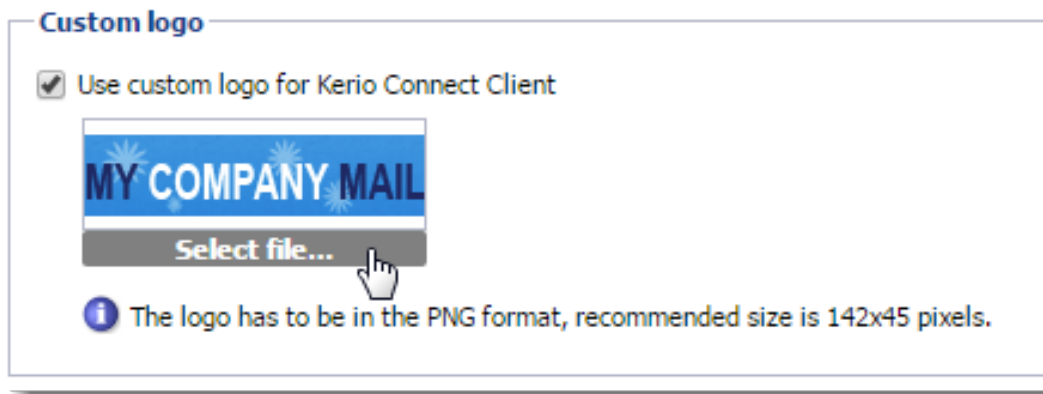 Custom logo
Use custom logo for Kerio Connect Client
MY COMPANY MAIL
Select file...
The logo has to be in the PNG format, recommended size is 142x45 pixels.